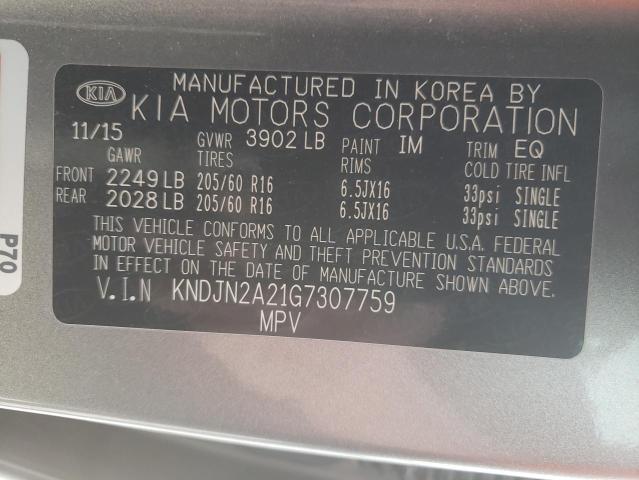 MANUFACTURED IN KOREA BY
KIA KIA MOTORS CORPORATION
11/15 GVWR 3902 LB PAINT IM TRIM EQ
GAWR TIRES RIMS COLD TIRE INFL
FRONT 2249 LB 205/60 R16 6.5JX16 33psi SINGLE
REAR 2028 LB 205/60 R16 6.5JX16 33psi SINGLE
THIS VEHICLE CONFORMS TO ALL APPLICABLE U.S.A. FEDERAL
MOTOR VEHICLE SAFETY AND THEFT PREVENTION STANDARDS
IN EFFECT ON THE DATE OF MANUFACTURE SHOWN ABOVE.
V.I.N KNDJN2A21G7307759
MPV
P70